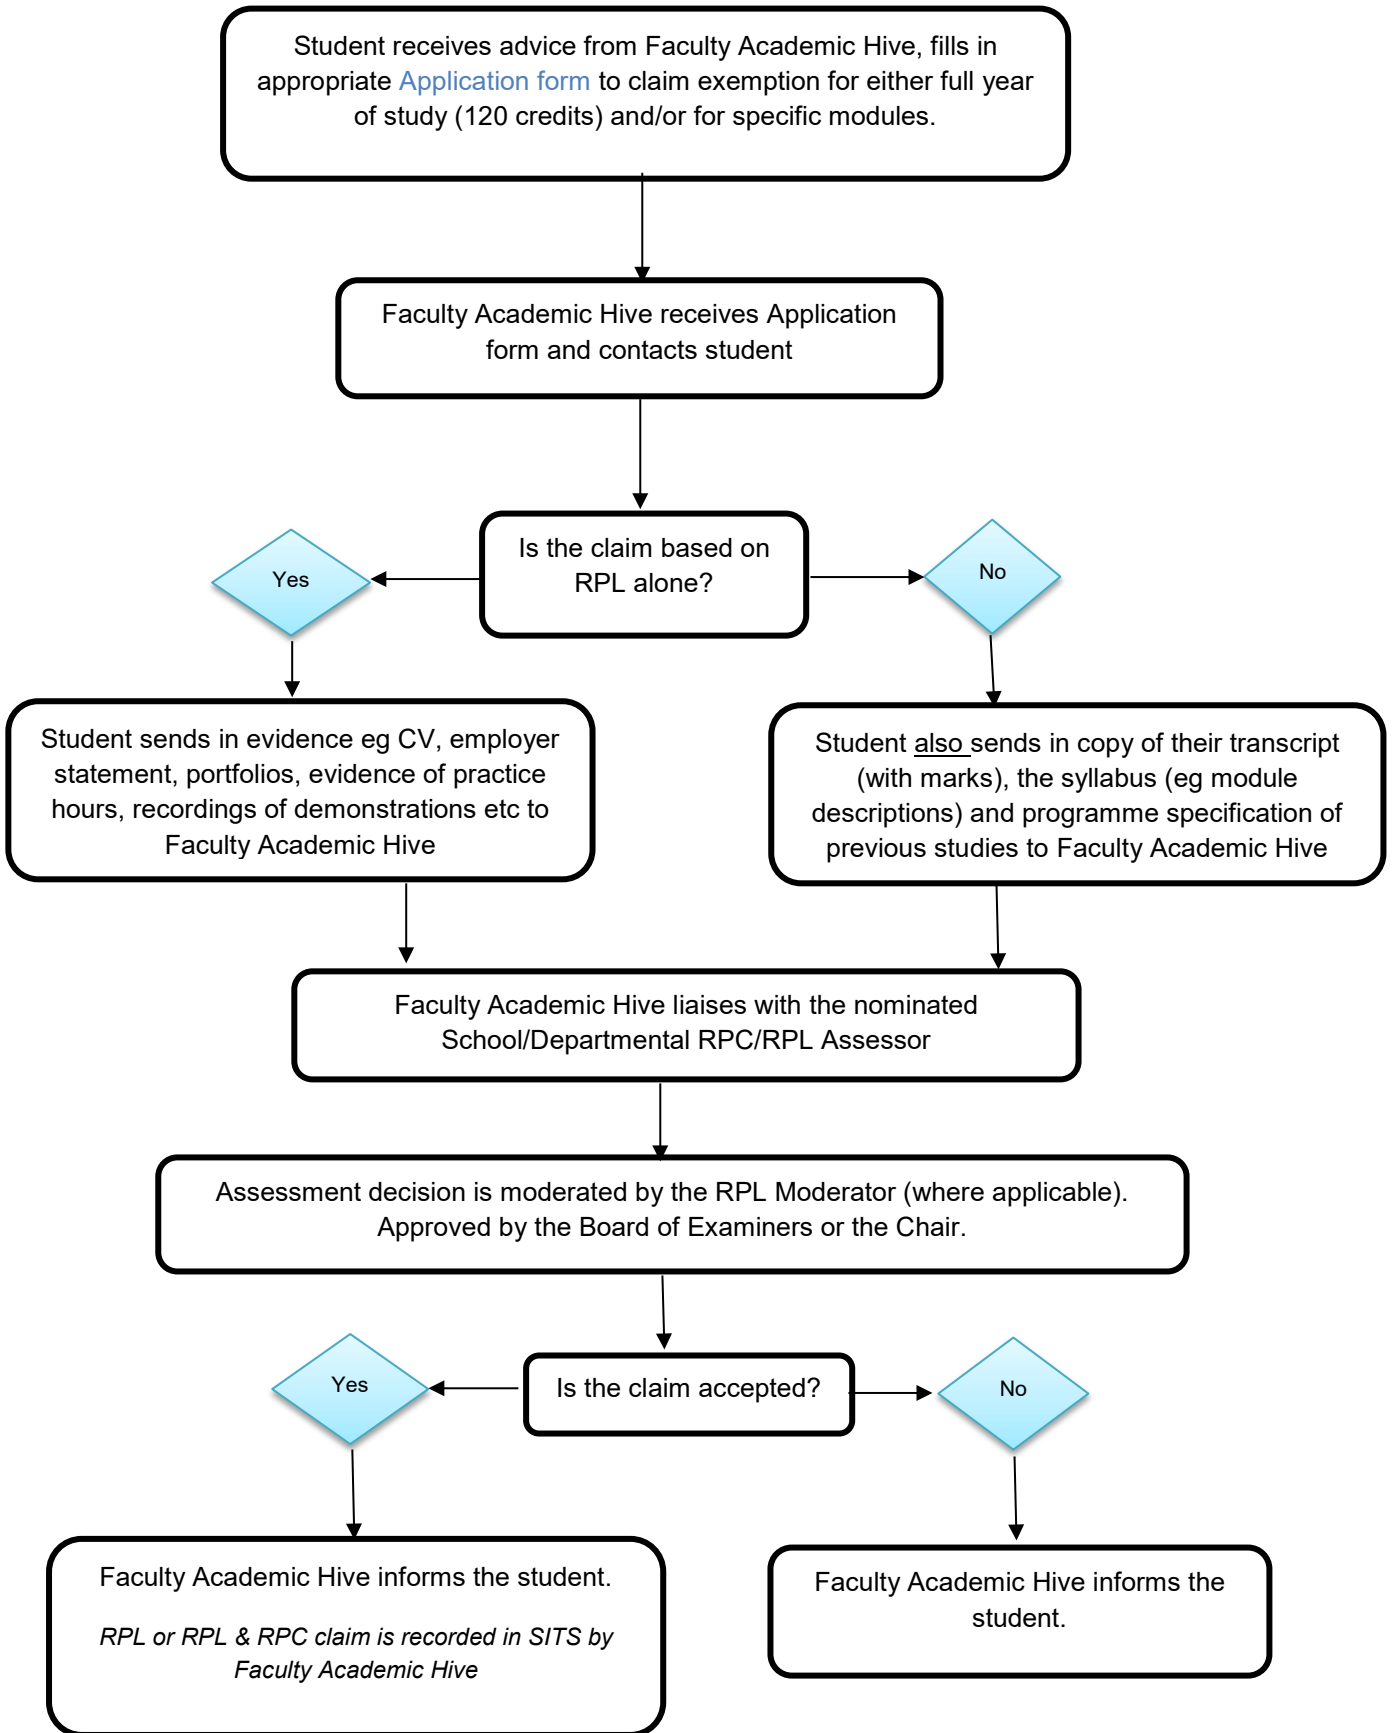 Student receives advice from Faculty Academic Hive, fills in
appropriate Application form to claim exemption for either full year
of study (120 credits) and/or for specific modules.
Faculty Academic Hive receives Application
form and contacts student
Is the claim based on
RPL alone?
Yes
No
Student sends in evidence eg CV, employer
statement, portfolios, evidence of practice
hours, recordings of demonstrations etc to
Faculty Academic Hive
Student also sends in copy of their transcript
(with marks), the syllabus (eg module
descriptions) and programme specification of
previous studies to Faculty Academic Hive
Faculty Academic Hive liaises with the nominated
School/Departmental RPC/RPL Assessor
Assessment decision is moderated by the RPL Moderator (where applicable).
Approved by the Board of Examiners or the Chair.
Is the claim accepted?
Yes
No
Faculty Academic Hive informs the student.
RPL or RPL & RPC claim is recorded in SITS by
Faculty Academic Hive
Faculty Academic Hive informs the
student.